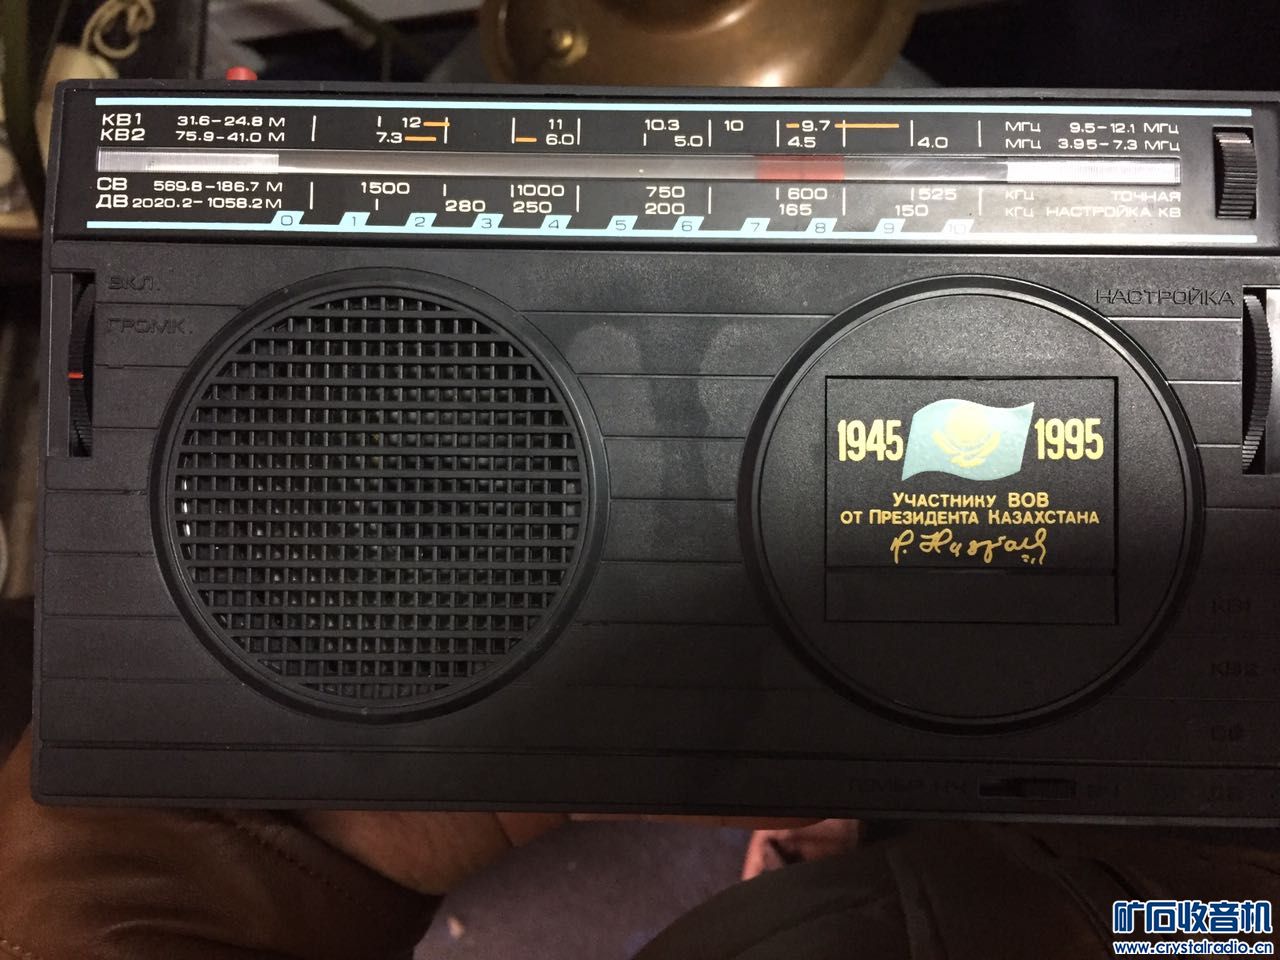 КВ1 31.6-24.8 М 12 11 10.3 10 9.7 МГц 9.5-12.1 МГц
КВ2 75.9-41.0 М 7.3 6.0 5.0 4.5 4.0 МГц 3.95-7.3 МГц
СВ 569.8-186.7 М 1500 1000 750 600 525 кГц ТОЧНАЯ
ДВ 2020.2-1058.2 М 280 250 200 165 150 кГц НАСТРОЙКА КВ
0 1 2 3 4 5 6 7 8 9 10
ВКЛ.
НАСТРОЙКА
ГРОМК.
1945 1995
Участнику ВОВ
от Президента Казахстана
КВ1
КВ2
СВ
ДВ
矿石收音机
www.crystalradio.cn